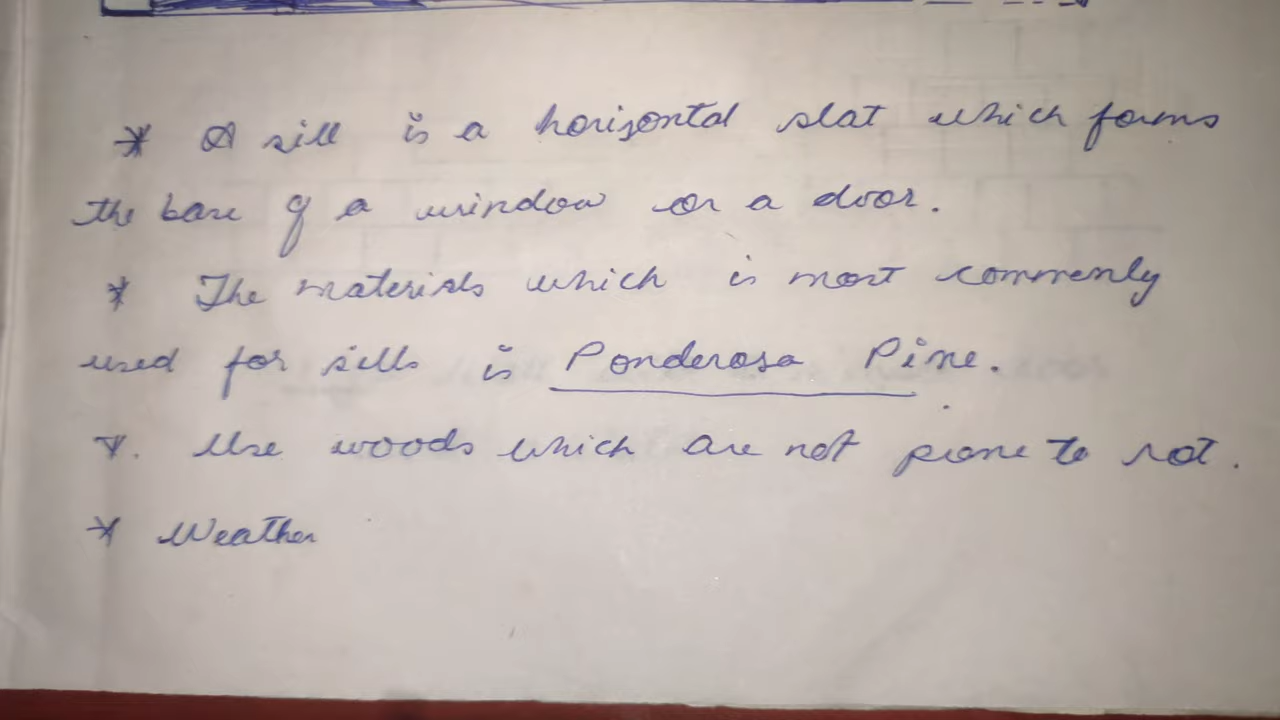 * A sill is a horizontal slat which forms
the base of a window or a door.
* The materials which is most commonly
used for sills is Ponderosa Pine.
* . Use woods which are not prone to rot.
* Weather